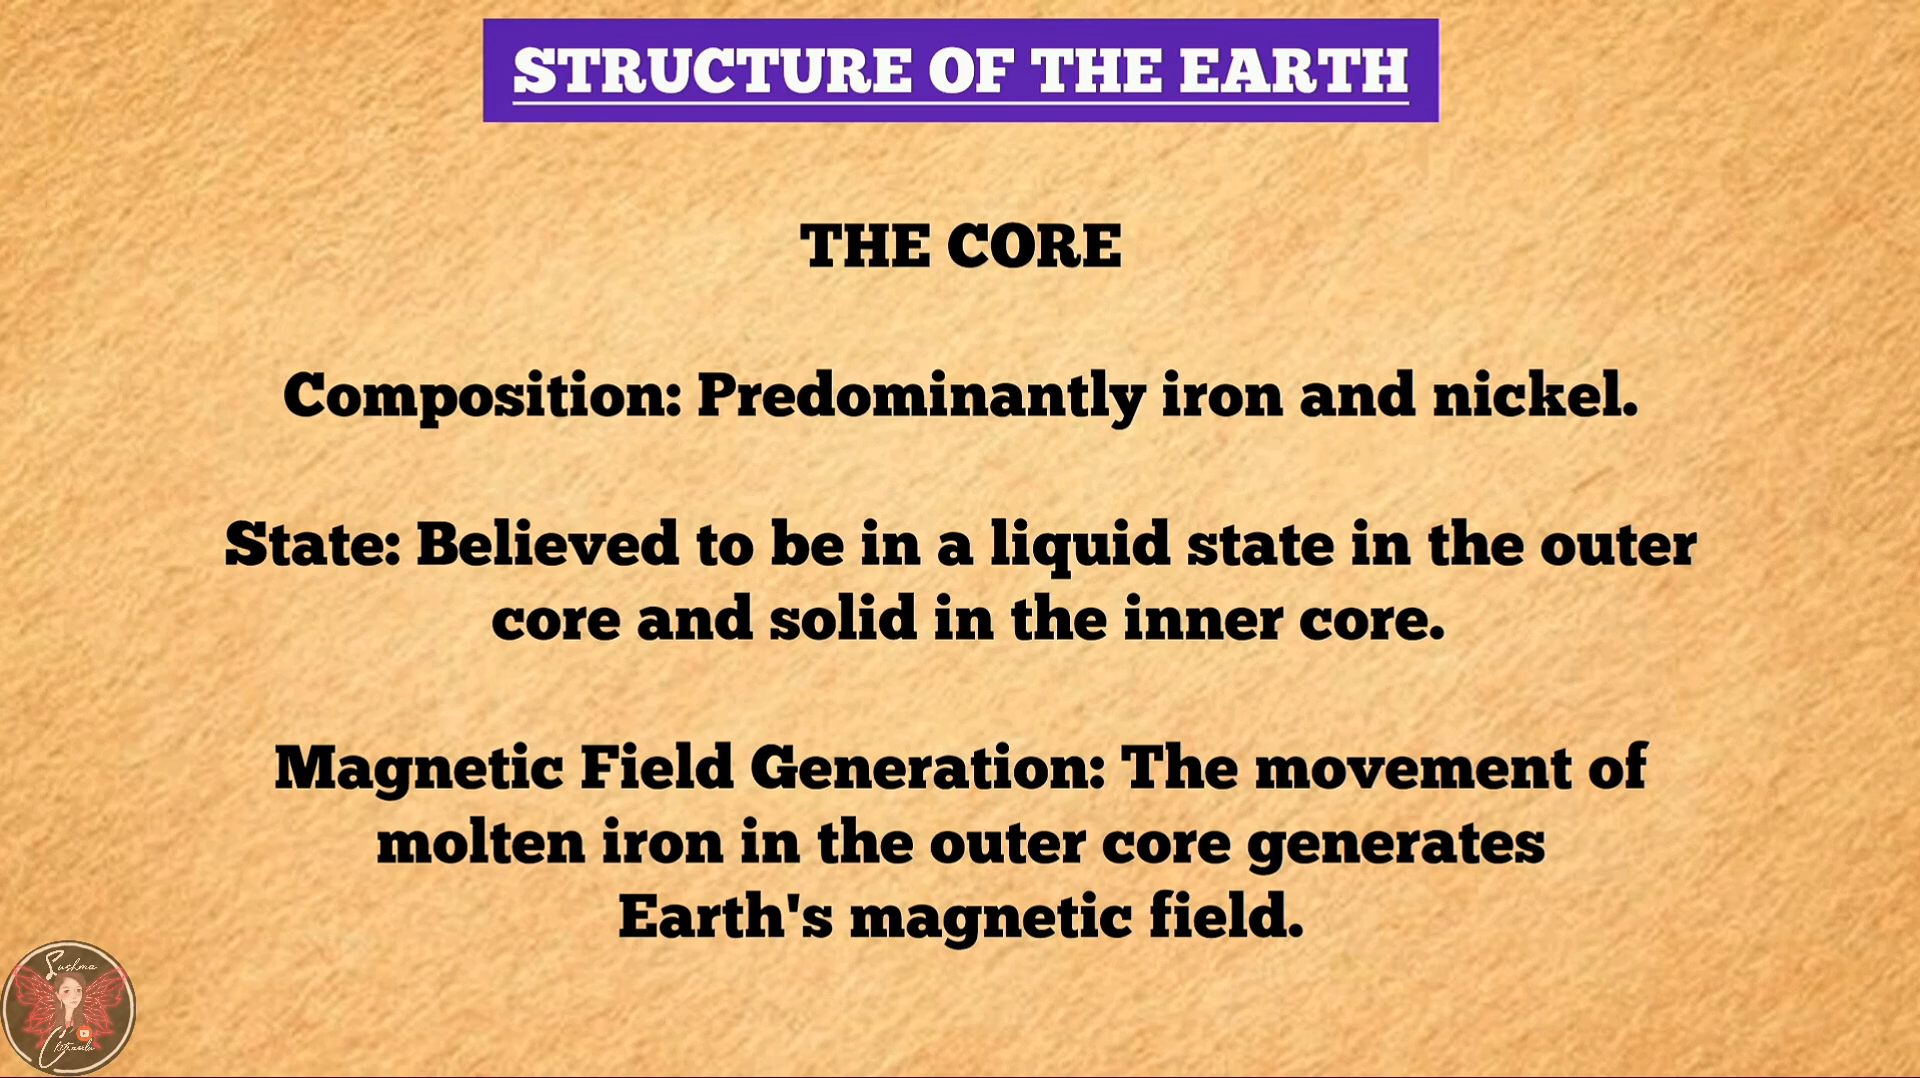 STRUCTURE OF THE EARTH
THE CORE
Composition: Predominantly iron and nickel.
State: Believed to be in a liquid state in the outer
core and solid in the inner core.
Magnetic Field Generation: The movement of
molten iron in the outer core generates
Earth's magnetic field.
Sushma